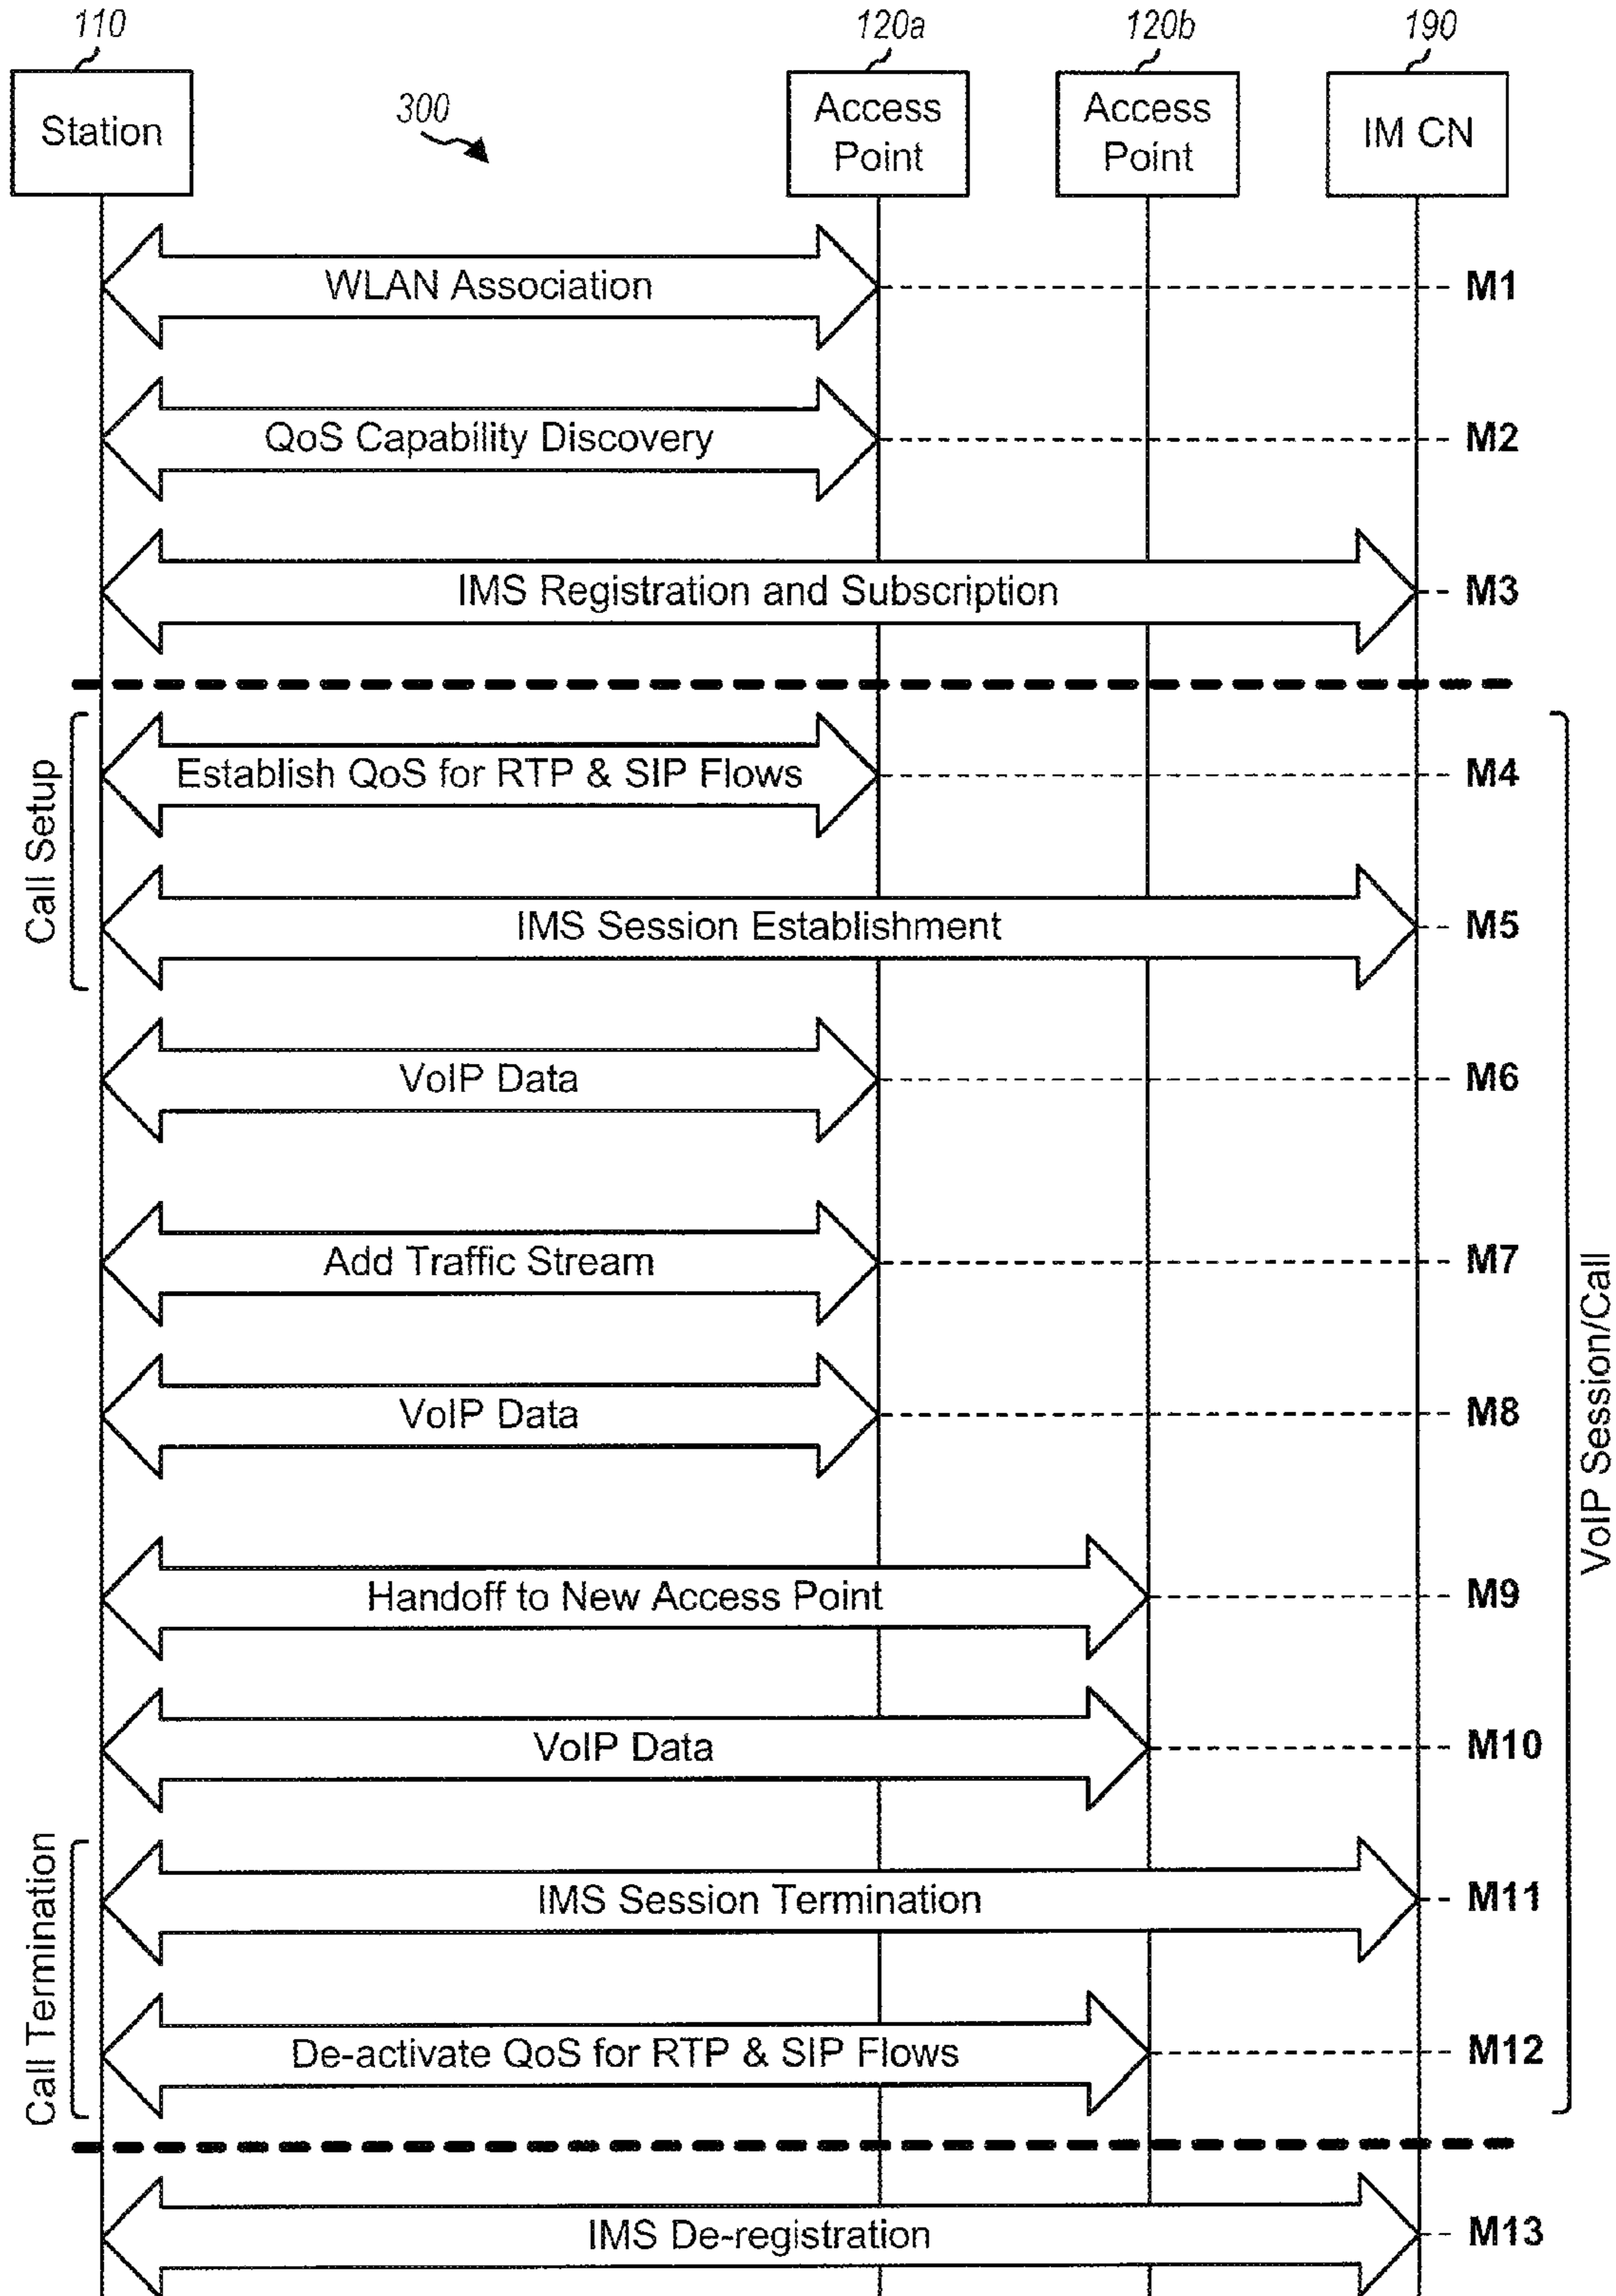 110
120a
120b
190
Station
300
Access
Point
Access
Point
IM CN
WLAN Association
M1
QoS Capability Discovery
M2
IMS Registration and Subscription
M3
Call Setup
Establish QoS for RTP & SIP Flows
M4
IMS Session Establishment
M5
VoIP Data
M6
Add Traffic Stream
M7
VoIP Data
M8
VoIP Session/Call
Handoff to New Access Point
M9
VoIP Data
M10
Call Termination
IMS Session Termination
M11
De-activate QoS for RTP & SIP Flows
M12
IMS De-registration
M13